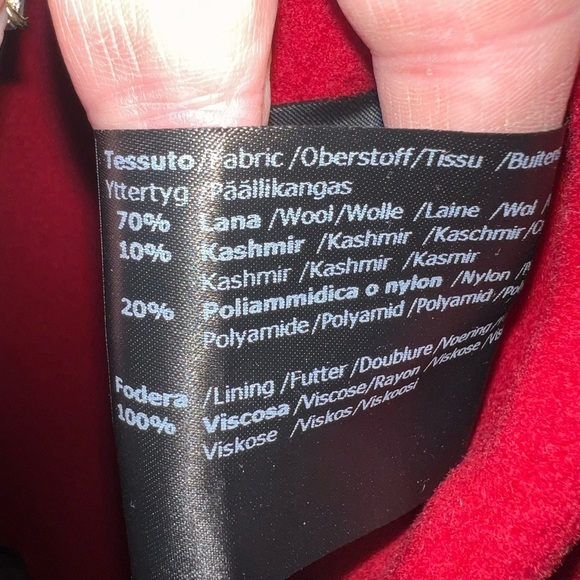 Tessuto /Fabric /Oberstoff/Tissu /Buiten
Yttertyg /Päällikangas
70% Lana /Wool/Wolle /Laine /Wol /
10% Kashmir /Kashmir /Kaschmir/
Kashmir /Kashmir /Kasmir
20% Poliammidica o nylon /Nylon /
Polyamide/Polyamid /Polyamid/Poly
Fodera /Lining /Futter/Doublure/Voering/
100% Viscosa /Viscose/Rayon /Viskose /Vis
Viskose /Viskos/Viskoosi